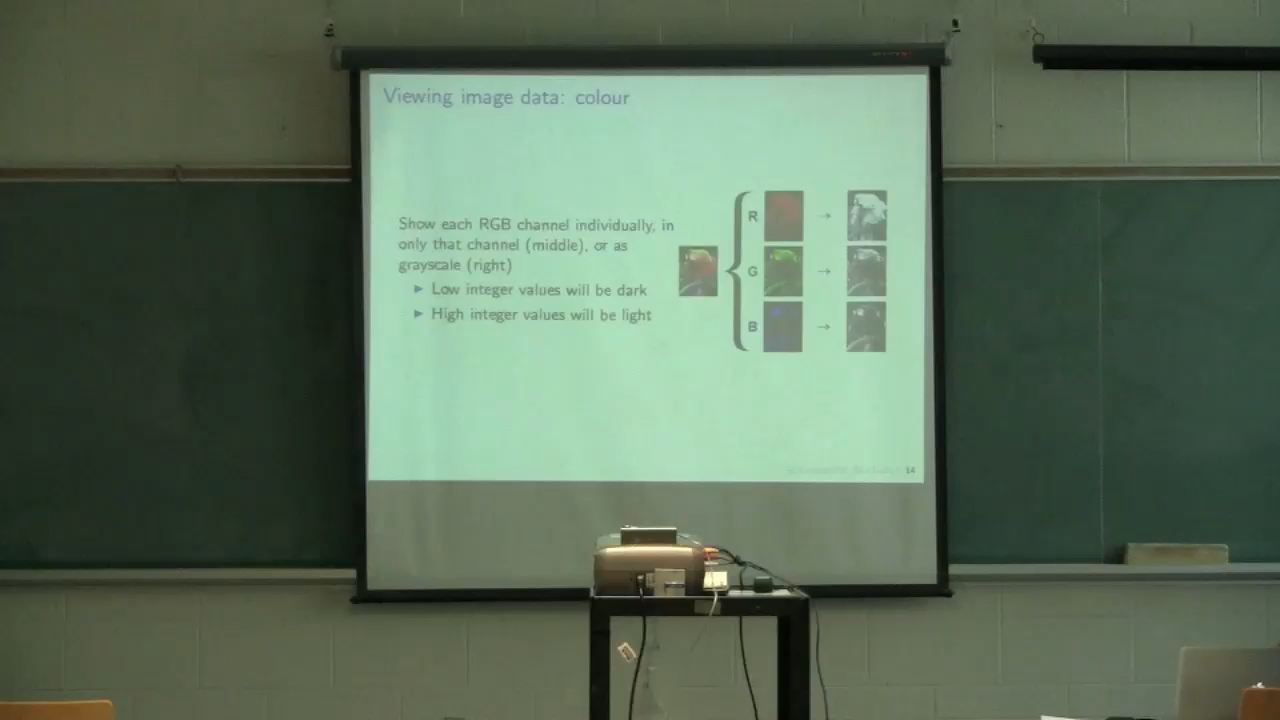 Viewing image data: colour
Show each RGB channel individually, in
only that channel (middle), or as
grayscale (right)
► Low integer values will be dark
► High integer values will be light
R →
G →
B →
14